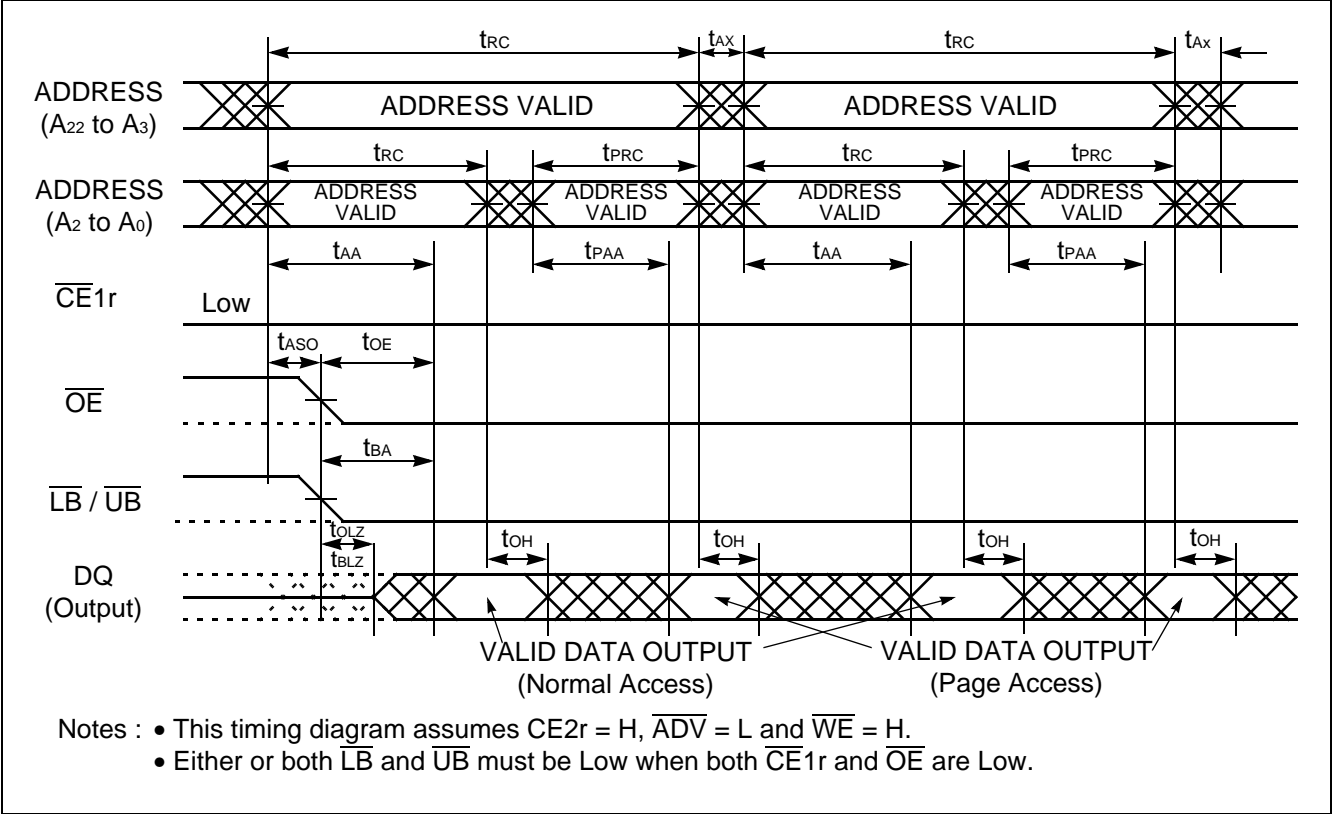 tRC tAX tRC tAx
ADDRESS
(A22 to A3)
ADDRESS VALID ADDRESS VALID
tRC tPRC tRC tPRC
ADDRESS
(A2 to A0)
ADDRESS
VALID
ADDRESS
VALID
ADDRESS
VALID
ADDRESS
VALID
tAA tPAA tAA tPAA
CE1r
Low
tASO tOE
OE
tBA
LB / UB
tOLZ
tBLZ
tOH tOH tOH tOH
DQ
(Output)
VALID DATA OUTPUT
(Normal Access)
VALID DATA OUTPUT
(Page Access)
Notes : • This timing diagram assumes CE2r = H, ADV = L and WE = H.
• Either or both LB and UB must be Low when both CE1r and OE are Low.